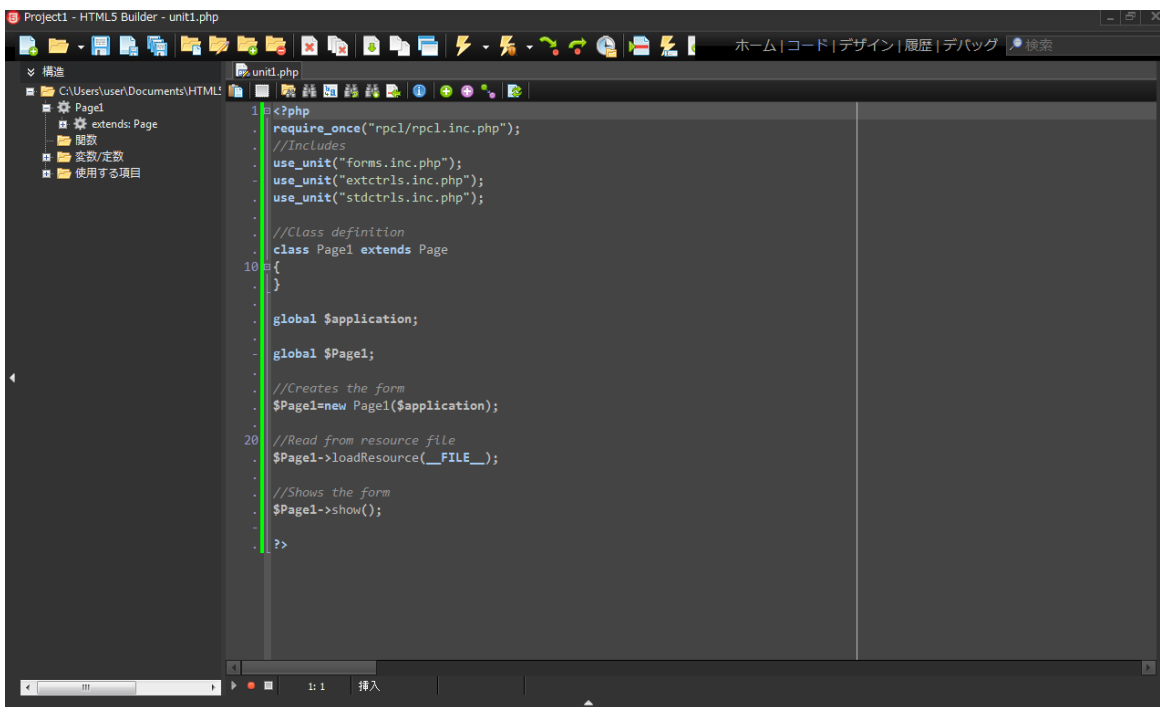 Project1 - HTML5 Builder - unit1.php
ホーム | コード | デザイン | 履歴 | デバッグ 検索
構造
C:\Users\user\Documents\HTML
Page1
extends: Page
関数
変数/定数
使用する項目
unit1.php
1 <?php
require_once("rpcl/rpcl.inc.php");
//Includes
use_unit("forms.inc.php");
use_unit("extctrls.inc.php");
use_unit("stdctrls.inc.php");
//Class definition
class Page1 extends Page
10 {
}
global $application;
global $Page1;
//Creates the form
$Page1=new Page1($application);
20 //Read from resource file
$Page1->loadResource(__FILE__);
//Shows the form
$Page1->show();
?>
1: 1 挿入